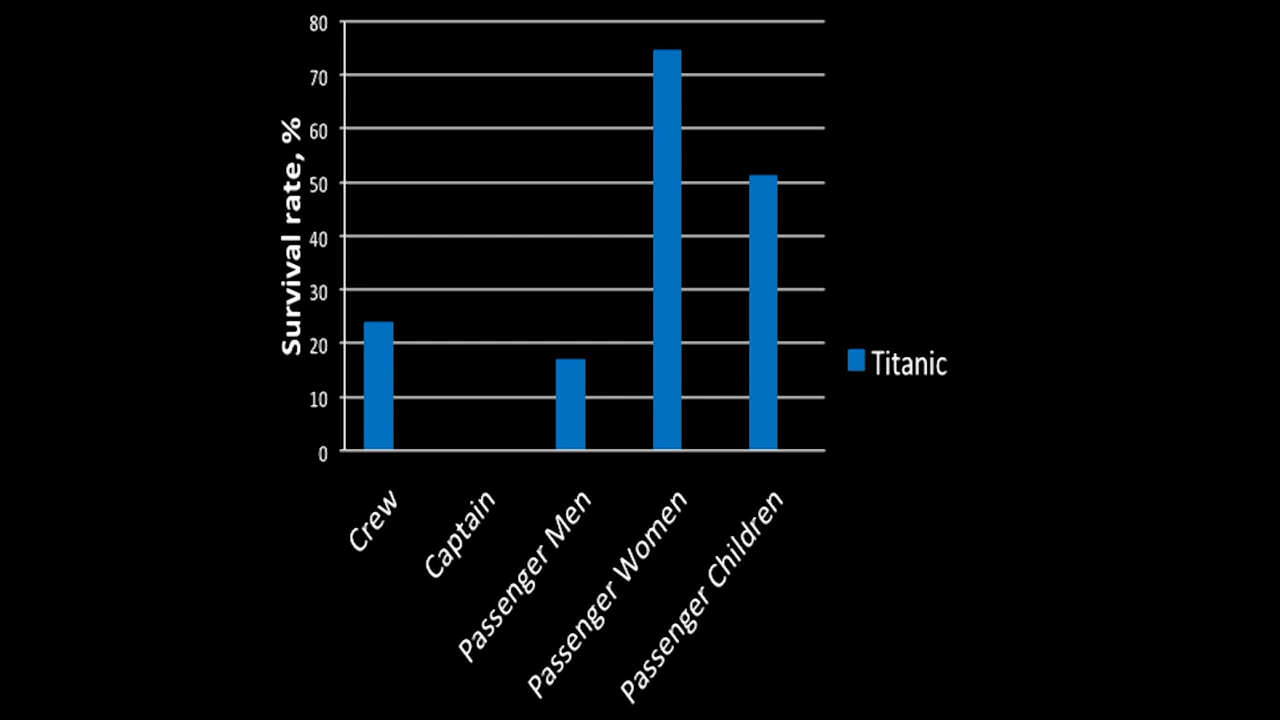 80
70
60
50
40
30
20
10
0
Survival rate, %
Crew
Captain
Passenger Men
Passenger Women
Passenger Children
Titanic